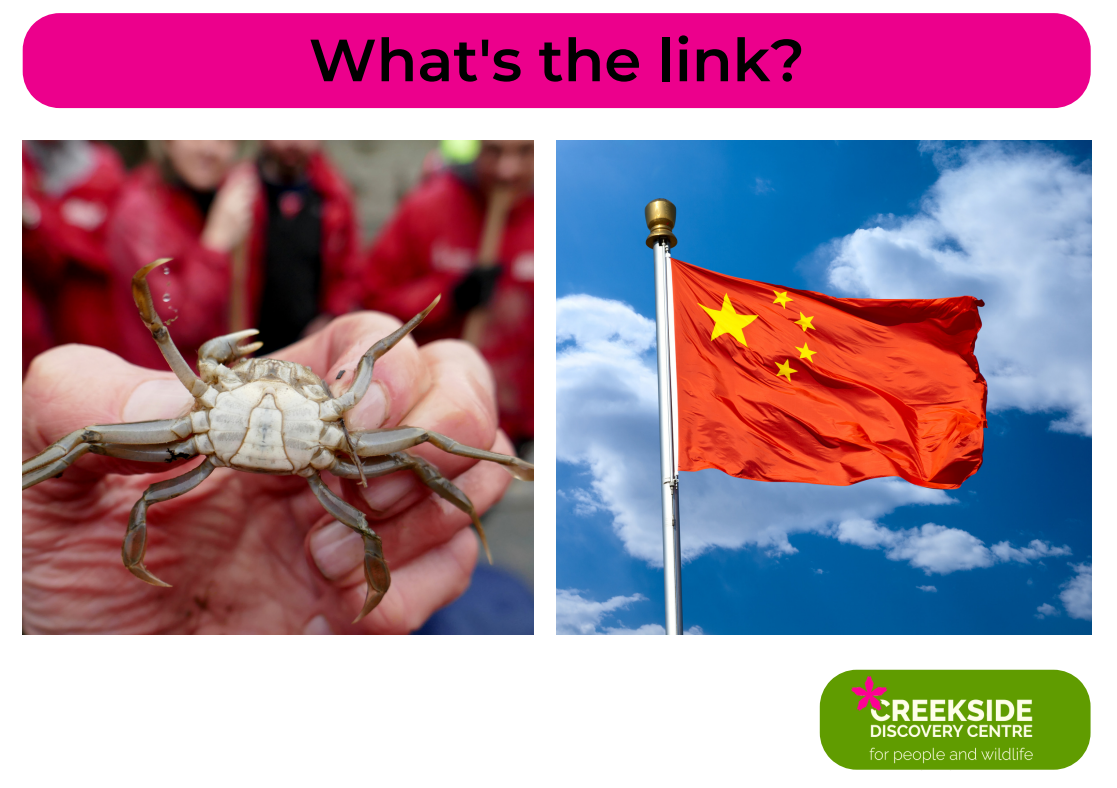 What's the link?
CREEKSIDE
DISCOVERY CENTRE
for people and wildlife